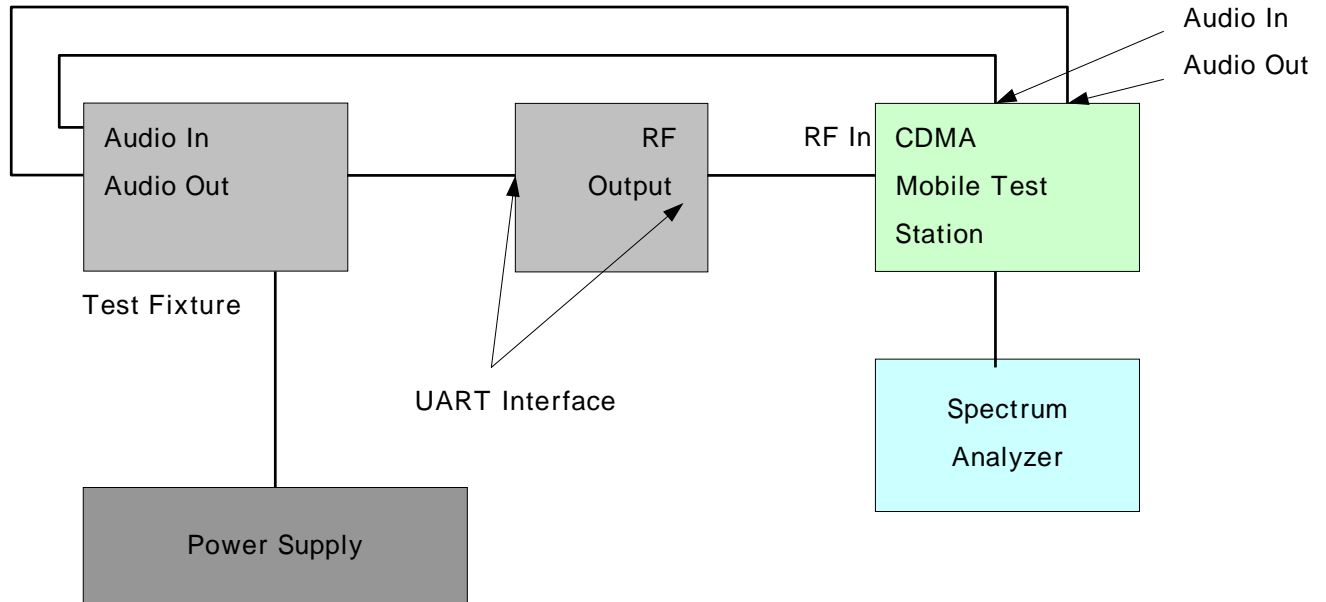 Audio In
Audio Out
Audio In
Audio Out
RF
Output
RF In
CDMA
Mobile Test
Station
Test Fixture
UART Interface
Spectrum
Analyzer
Power Supply